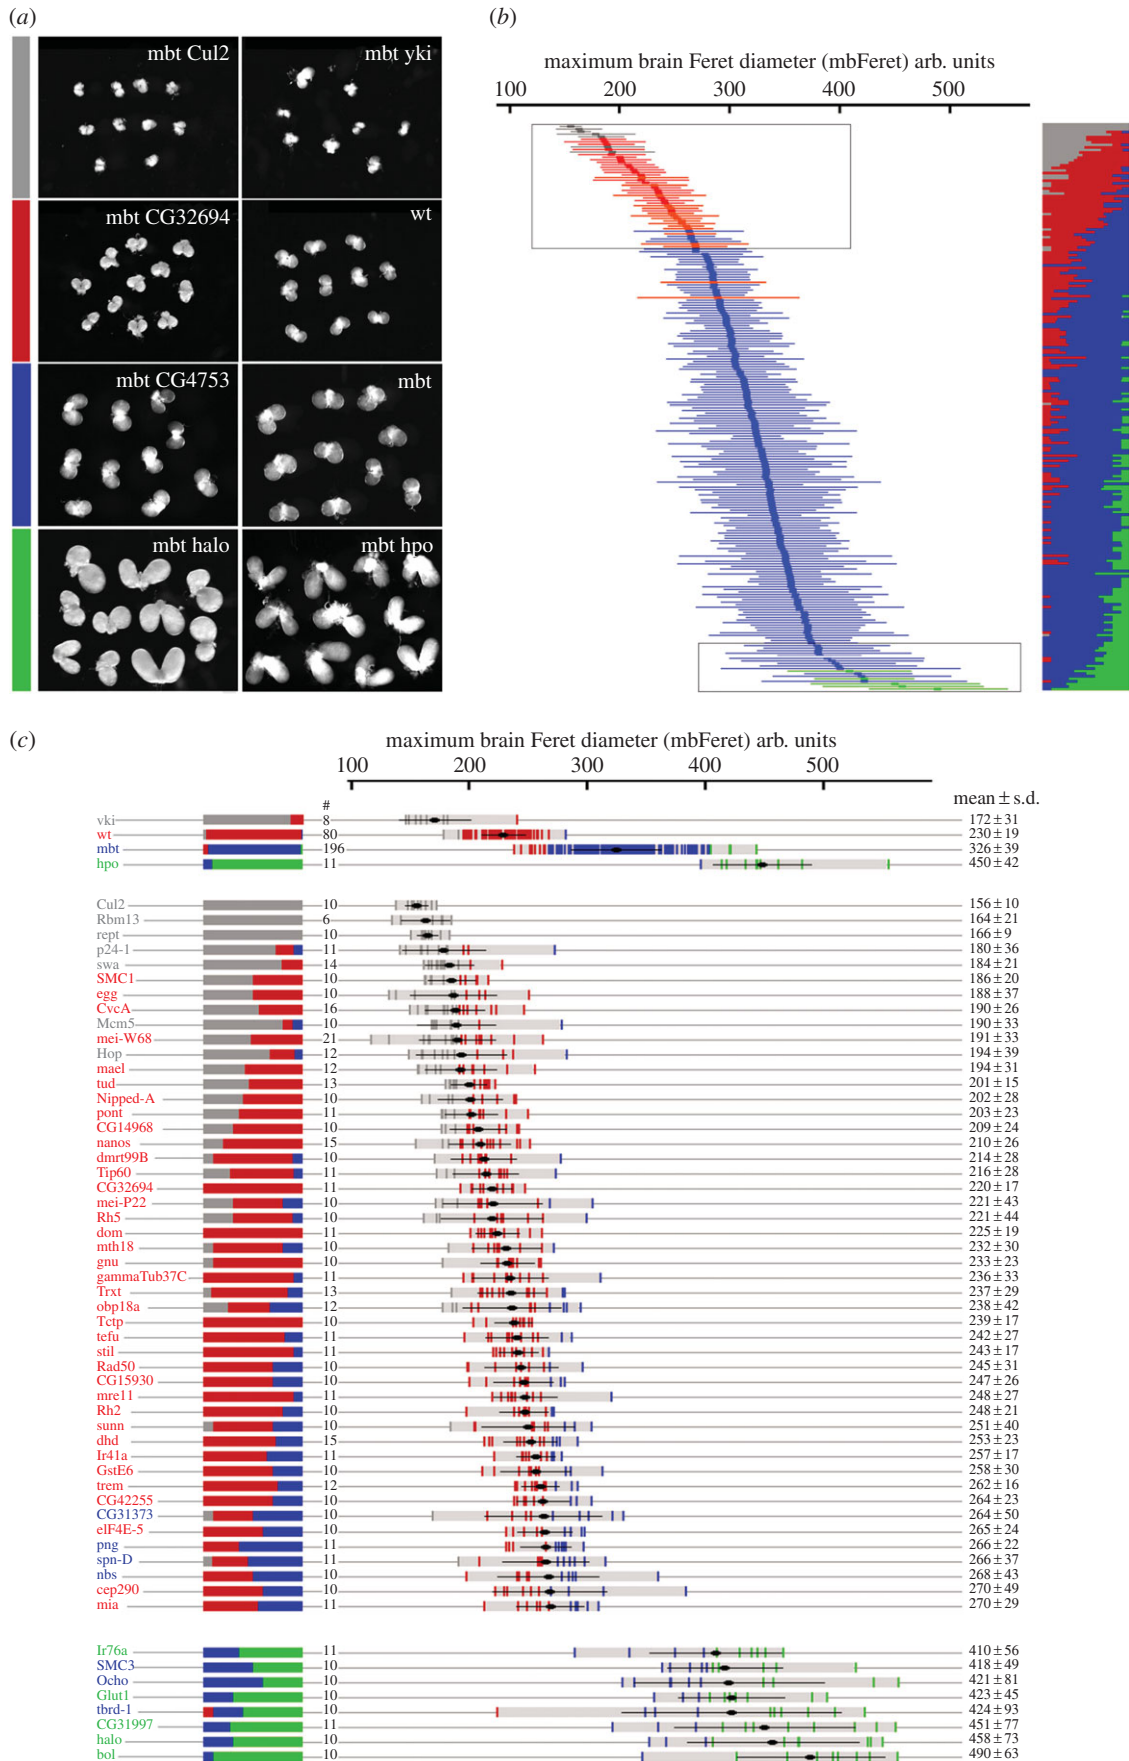 (a)
mbt Cul2
mbt yki
mbt CG32694
wt
mbt CG4753
mbt
mbt halo
mbt hpo
(b)
maximum brain Feret diameter (mbFeret) arb. units
100 200 300 400 500
(c)
maximum brain Feret diameter (mbFeret) arb. units
100 200 300 400 500
# mean ± s.d.
yki 8 172 ± 31
wt 80 230 ± 19
mbt 196 326 ± 39
hpo 11 450 ± 42
Cul2 10 156 ± 10
Rbm13 6 164 ± 21
rept 10 166 ± 9
p24-1 11 180 ± 36
swa 14 184 ± 21
SMC1 10 186 ± 20
egg 10 188 ± 37
CycA 16 190 ± 26
Mcm5 10 190 ± 33
mei-W68 21 191 ± 33
Hop 12 194 ± 39
mael 12 194 ± 31
tud 13 201 ± 15
Nipped-A 10 202 ± 28
pont 11 203 ± 23
CG14968 10 209 ± 24
nanos 15 210 ± 26
dmrt99B 10 214 ± 28
Tip60 11 216 ± 28
CG32694 11 220 ± 17
mei-P22 10 221 ± 43
Rh5 10 221 ± 44
dom 11 225 ± 19
mth18 10 232 ± 30
gnu 10 233 ± 23
gammaTub37C 11 236 ± 33
Trxt 13 237 ± 29
obp18a 12 238 ± 42
Tctp 10 239 ± 17
tefu 11 242 ± 27
stil 11 243 ± 17
Rad50 10 245 ± 31
CG15930 10 247 ± 26
mre11 11 248 ± 27
Rh2 10 248 ± 21
sunn 10 251 ± 40
dhd 15 253 ± 23
Ir41a 11 257 ± 17
GstE6 10 258 ± 30
trem 12 262 ± 16
CG42255 10 264 ± 23
CG31373 10 264 ± 50
eIF4E-5 10 265 ± 24
png 11 266 ± 22
spn-D 11 266 ± 37
nbs 10 268 ± 43
cep290 10 270 ± 49
mia 11 270 ± 29
Ir76a 11 410 ± 56
SMC3 10 418 ± 49
Ocho 10 421 ± 81
Glut1 10 423 ± 45
tbrd-1 10 424 ± 93
CG31997 11 451 ± 77
halo 10 458 ± 73
bol 10 490 ± 63